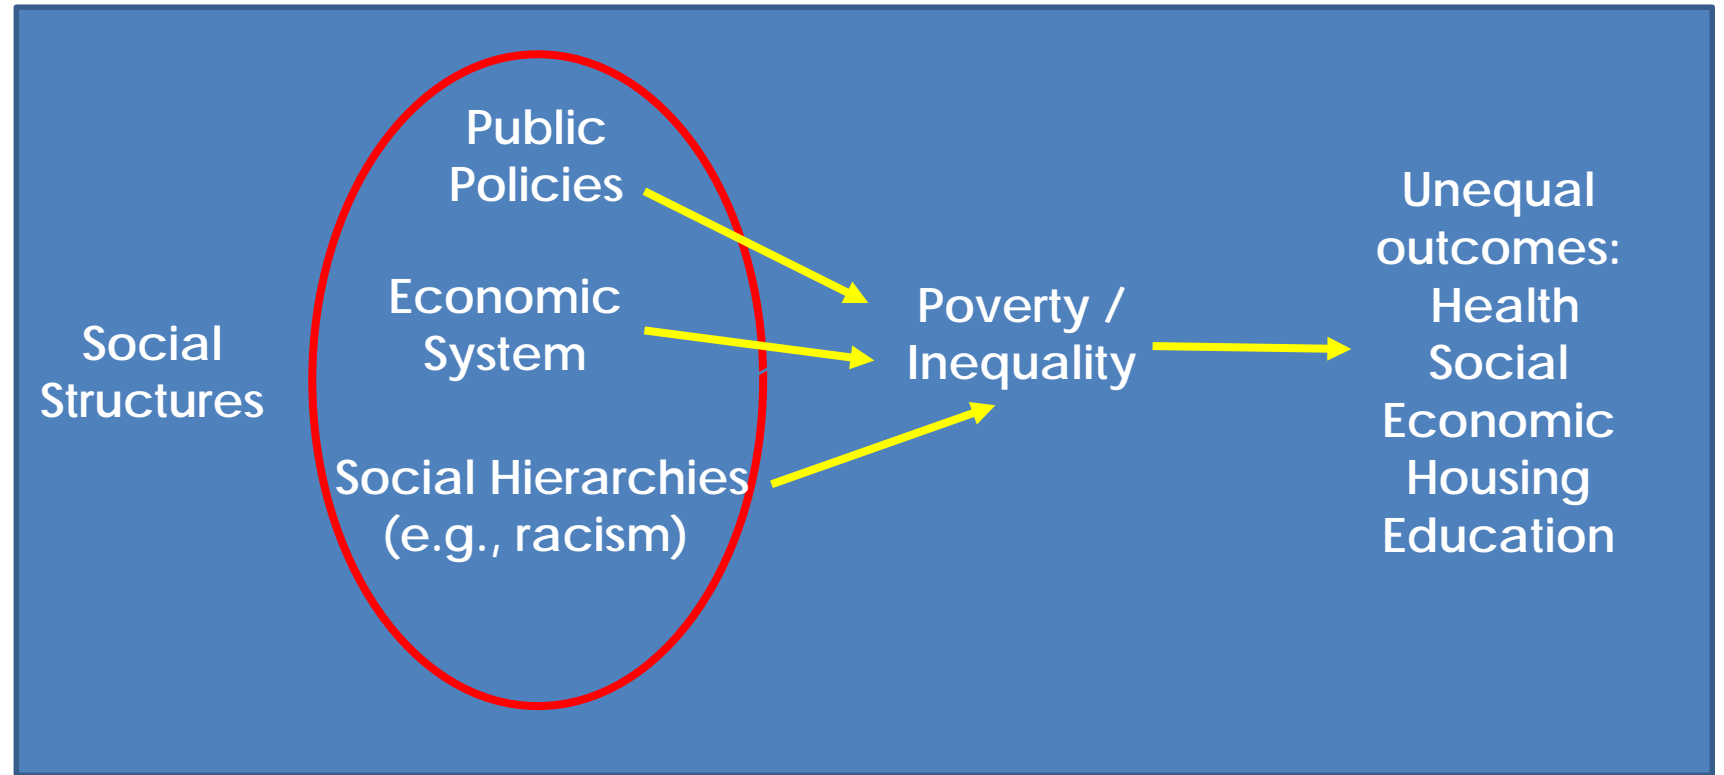 Social
Structures
Public
Policies
Economic
System
Social Hierarchies
(e.g., racism)
Poverty /
Inequality
Unequal
outcomes:
Health
Social
Economic
Housing
Education